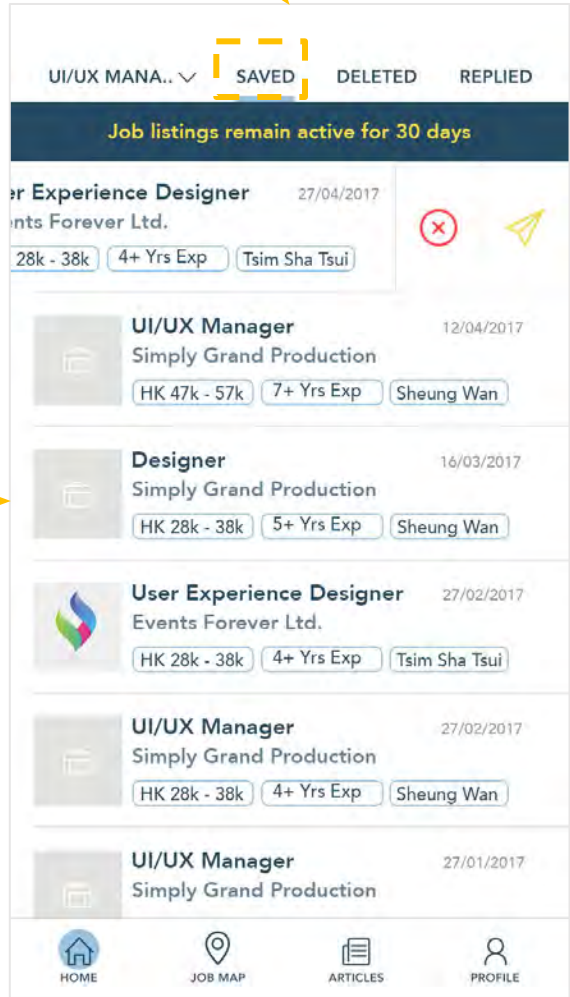 UI/UX MANA.. SAVED DELETED REPLIED
Job listings remain active for 30 days
er Experience Designer 27/04/2017
ents Forever Ltd.
28k - 38k 4+ Yrs Exp Tsim Sha Tsui
UI/UX Manager 12/04/2017
Simply Grand Production
HK 47k - 57k 7+ Yrs Exp Sheung Wan
Designer 16/03/2017
Simply Grand Production
HK 28k - 38k 5+ Yrs Exp Sheung Wan
User Experience Designer 27/02/2017
Events Forever Ltd.
HK 28k - 38k 4+ Yrs Exp Tsim Sha Tsui
UI/UX Manager 27/02/2017
Simply Grand Production
HK 28k - 38k 4+ Yrs Exp Sheung Wan
UI/UX Manager 27/01/2017
Simply Grand Production
HOME JOB MAP ARTICLES PROFILE